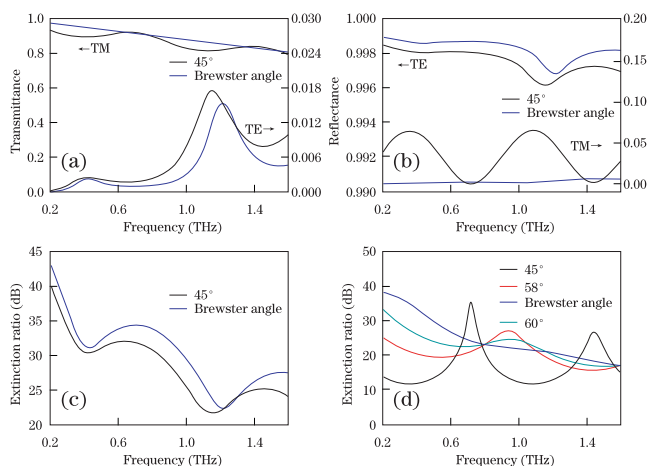 1.0
0.8
0.6
0.4
0.2
0.0
Transmittance
0.030
0.024
0.018
0.012
0.006
0.000
←TM
45°
Brewster angle
TE→
(a)
0.2 0.6 1.0 1.4
Frequency (THz)
1.000
0.998
0.996
0.994
0.992
0.990
Reflectance
0.20
0.15
0.10
0.05
0.00
←TE
45°
Brewster angle
TM→
(b)
0.2 0.6 1.0 1.4
Frequency (THz)
45
40
35
30
25
20
Extinction ratio (dB)
45°
Brewster angle
(c)
0.2 0.6 1.0 1.4
Frequency (THz)
50
40
30
20
10
0
Extinction ratio (dB)
45°
58°
Brewster angle
60°
(d)
0.2 0.6 1.0 1.4
Frequency (THz)